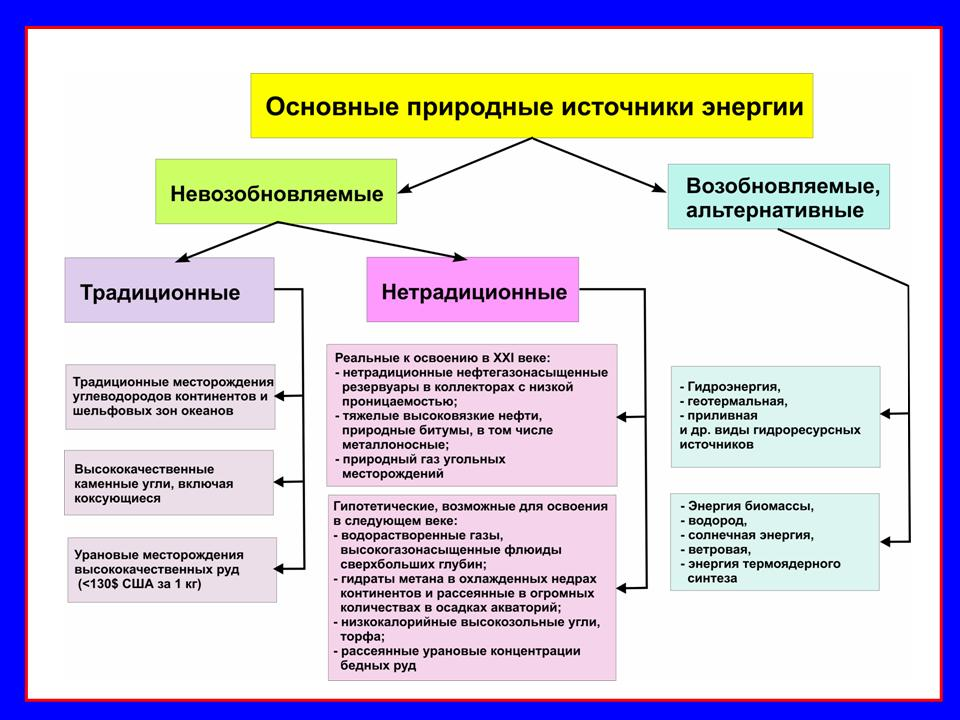 Основные природные источники энергии
Невозобновляемые
Возобновляемые,
альтернативные
Традиционные
Нетрадиционные
Традиционные месторождения
углеводородов континентов и
шельфовых зон океанов
Высококачественные
каменные угли, включая
коксующиеся
Урановые месторождения
высококачественных руд
(<130$ США за 1 кг)
Реальные к освоению в XXI веке:
- нетрадиционные нефтегазонасыщенные
резервуары в коллекторах с низкой
проницаемостью;
- тяжелые высоковязкие нефти,
природные битумы, в том числе
металлоносные;
- природный газ угольных
месторождений
Гипотетические, возможные для освоения
в следующем веке:
- водорастворенные газы,
высокогазонасыщенные флюиды
сверхбольших глубин;
- гидраты метана в охлажденных недрах
континентов и рассеянные в огромных
количествах в осадках акваторий;
- низкокалорийные высокозольные угли,
торфа;
- рассеянные урановые концентрации
бедных руд
- Гидроэнергия,
- геотермальная,
- приливная
и др. виды гидроресурсных
источников
- Энергия биомассы,
- водород,
- солнечная энергия,
- ветровая,
- энергия термоядерного
синтеза